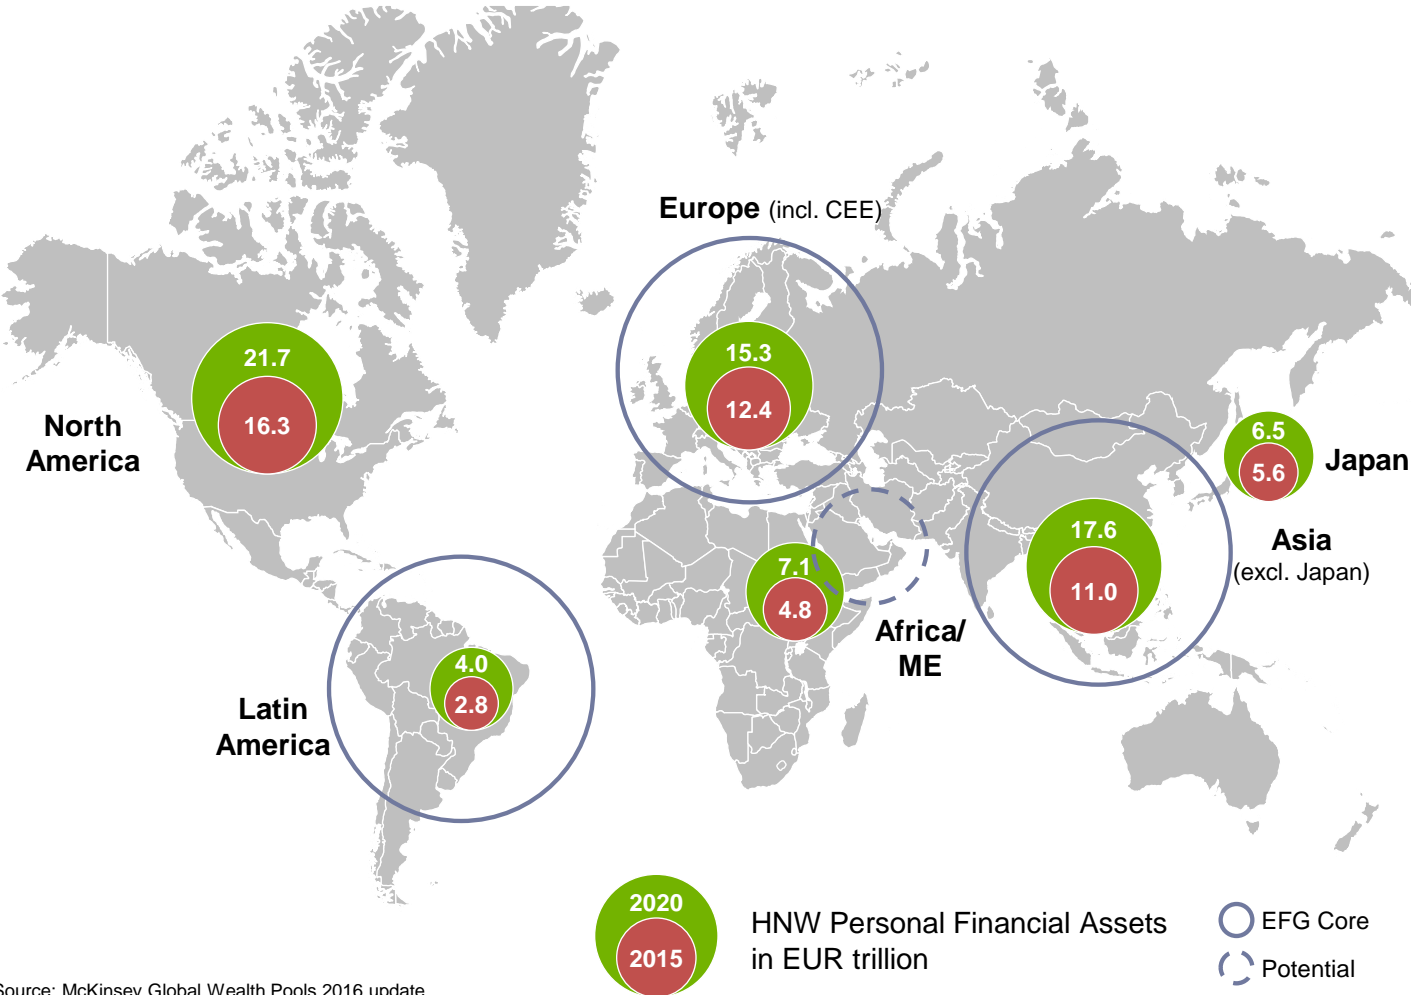 Europe (incl. CEE)
21.7
16.3
North
America
15.3
12.4
6.5
5.6
Japan
17.6
11.0
Asia
(excl. Japan)
7.1
4.8
Africa/
ME
4.0
2.8
Latin
America
2020
2015
HNW Personal Financial Assets
in EUR trillion
EFG Core
Potential
Source: McKinsey Global Wealth Pools 2016 update